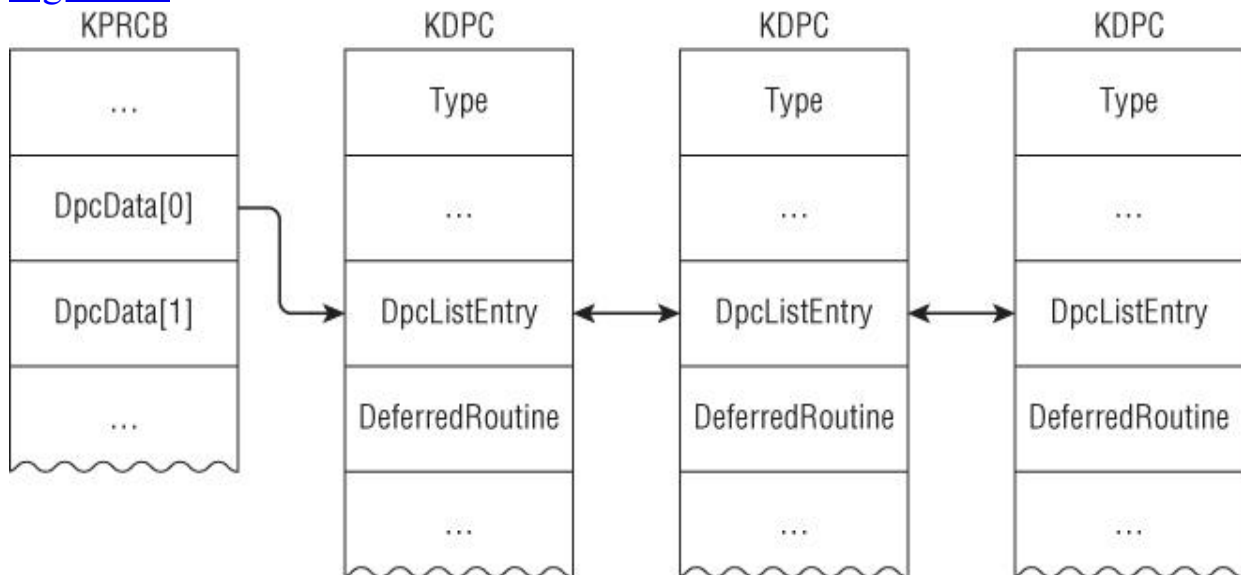 KPRCB
KDPC
KDPC
KDPC
...
Type
Type
Type
DpcData[0]
...
...
...
DpcData[1]
DpcListEntry
DpcListEntry
DpcListEntry
...
DeferredRoutine
DeferredRoutine
DeferredRoutine
...
...
...